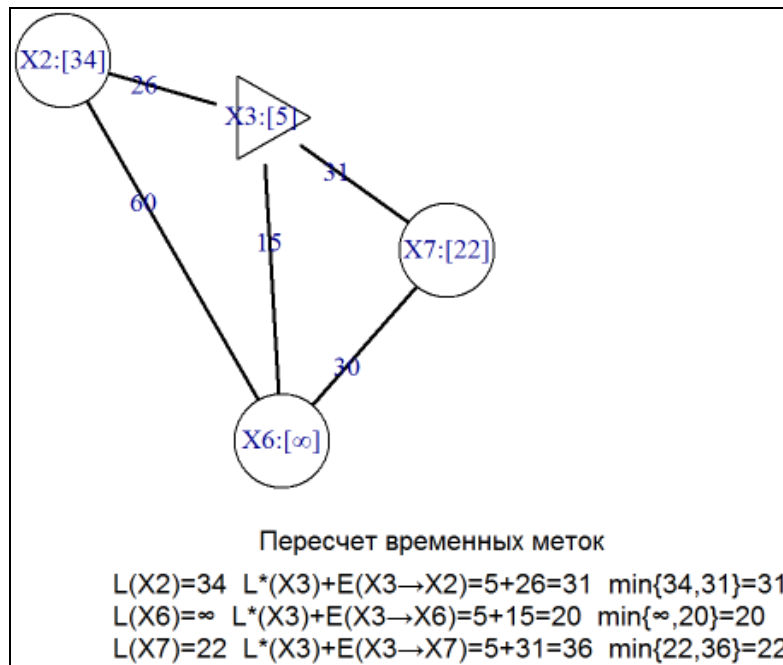 X2:[34]
26
X3:[5]
31
60
15
X7:[22]
30
X6:[∞]
Пересчет временных меток
L(X2)=34 L*(X3)+E(X3→X2)=5+26=31 min{34,31}=31
L(X6)=∞ L*(X3)+E(X3→X6)=5+15=20 min{∞,20}=20
L(X7)=22 L*(X3)+E(X3→X7)=5+31=36 min{22,36}=22